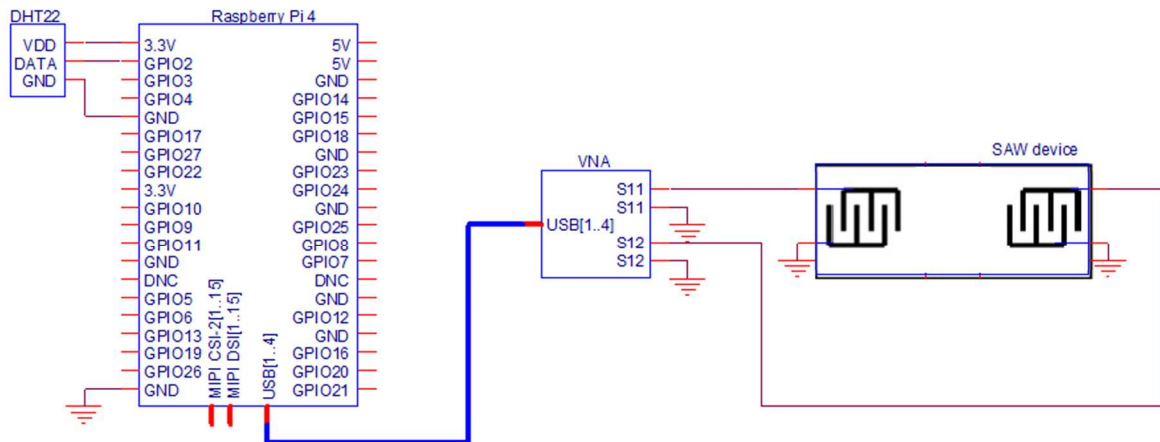 DHT22
VDD
DATA
GND
Raspberry Pi 4
3.3V
GPIO2
GPIO3
GPIO4
GND
GPIO17
GPIO27
GPIO22
3.3V
GPIO10
GPIO9
GPIO11
GND
DNC
GPIO5
GPIO6
GPIO13
GPIO19
GPIO26
GND
MIPI CSI-2[1..15]
MIPI DSI[1..15]
USB[1..4]
5V
5V
GND
GPIO14
GPIO15
GPIO18
GND
GPIO23
GPIO24
GND
GPIO25
GPIO8
GPIO7
DNC
GND
GPIO12
GND
GPIO16
GPIO20
GPIO21
VNA
USB[1..4]
S11
S11
S12
S12
SAW device